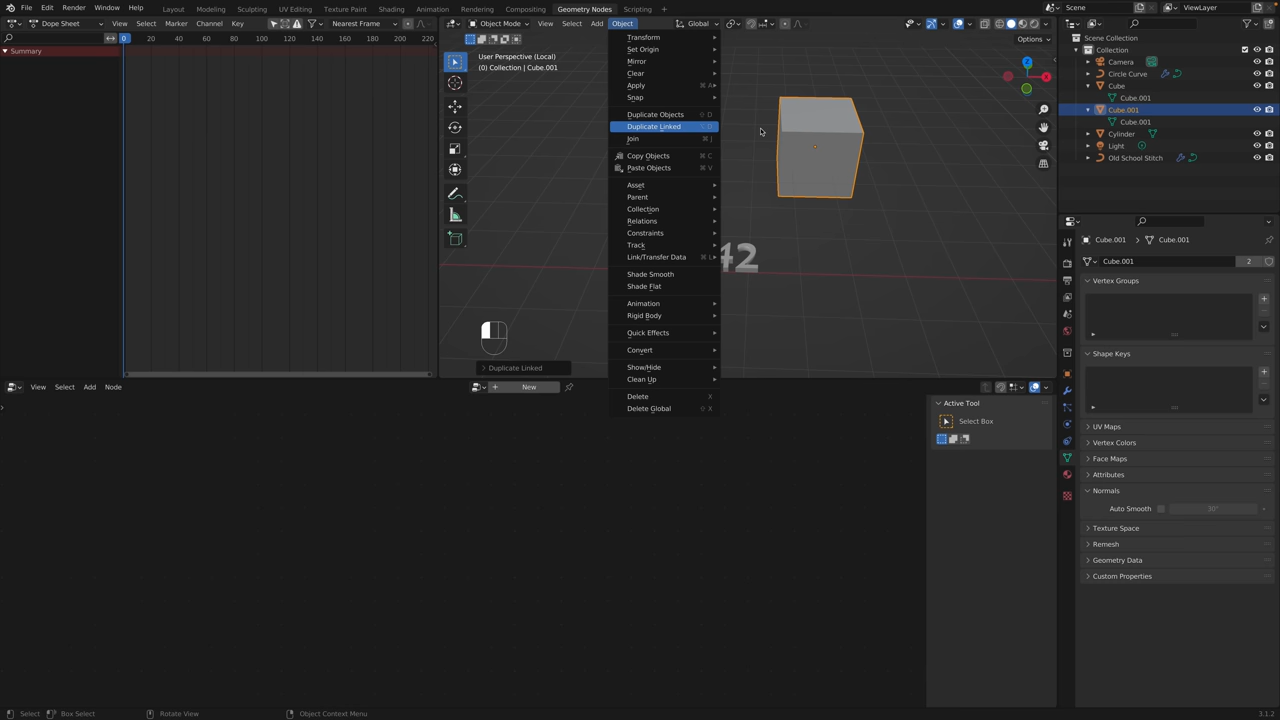 File Edit Render Window Help Layout Modeling Sculpting UV Editing Texture Paint Shading Animation Rendering Compositing Geometry Nodes Scripting Scene ViewLayer
Dope Sheet View Select Marker Channel Key Nearest Frame
Object Mode View Select Add Object Global
0 20 40 60 80 100 120 140 160 180 200 220
Summary
Options
User Perspective (Local)
(0) Collection | Cube.001
Z
X
Y
42
Transform
Set Origin
Mirror
Clear
Apply ⌘ A
Snap
Duplicate Objects ⇧ D
Duplicate Linked D
Join ⌘ J
Copy Objects ⌘ C
Paste Objects ⌘ V
Asset
Parent
Collection
Relations
Constraints
Track
Link/Transfer Data ⌘ L
Shade Smooth
Shade Flat
Animation
Rigid Body
Quick Effects
Convert
Show/Hide
Clean Up
Delete X
Delete Global ⇧ X
Duplicate Linked
Scene Collection
Collection
Camera
Circle Curve
Cube
Cube.001
Cube.001
Cube.001
Cylinder
Light
Old School Stitch
Cube.001 Cube.001
Cube.001 2
Vertex Groups
Shape Keys
UV Maps
Vertex Colors
Face Maps
Attributes
Normals
Auto Smooth 30°
Texture Space
Remesh
Geometry Data
Custom Properties
View Select Add Node New
Active Tool
Select Box
Select Box Select Rotate View Object Context Menu 3.1.2